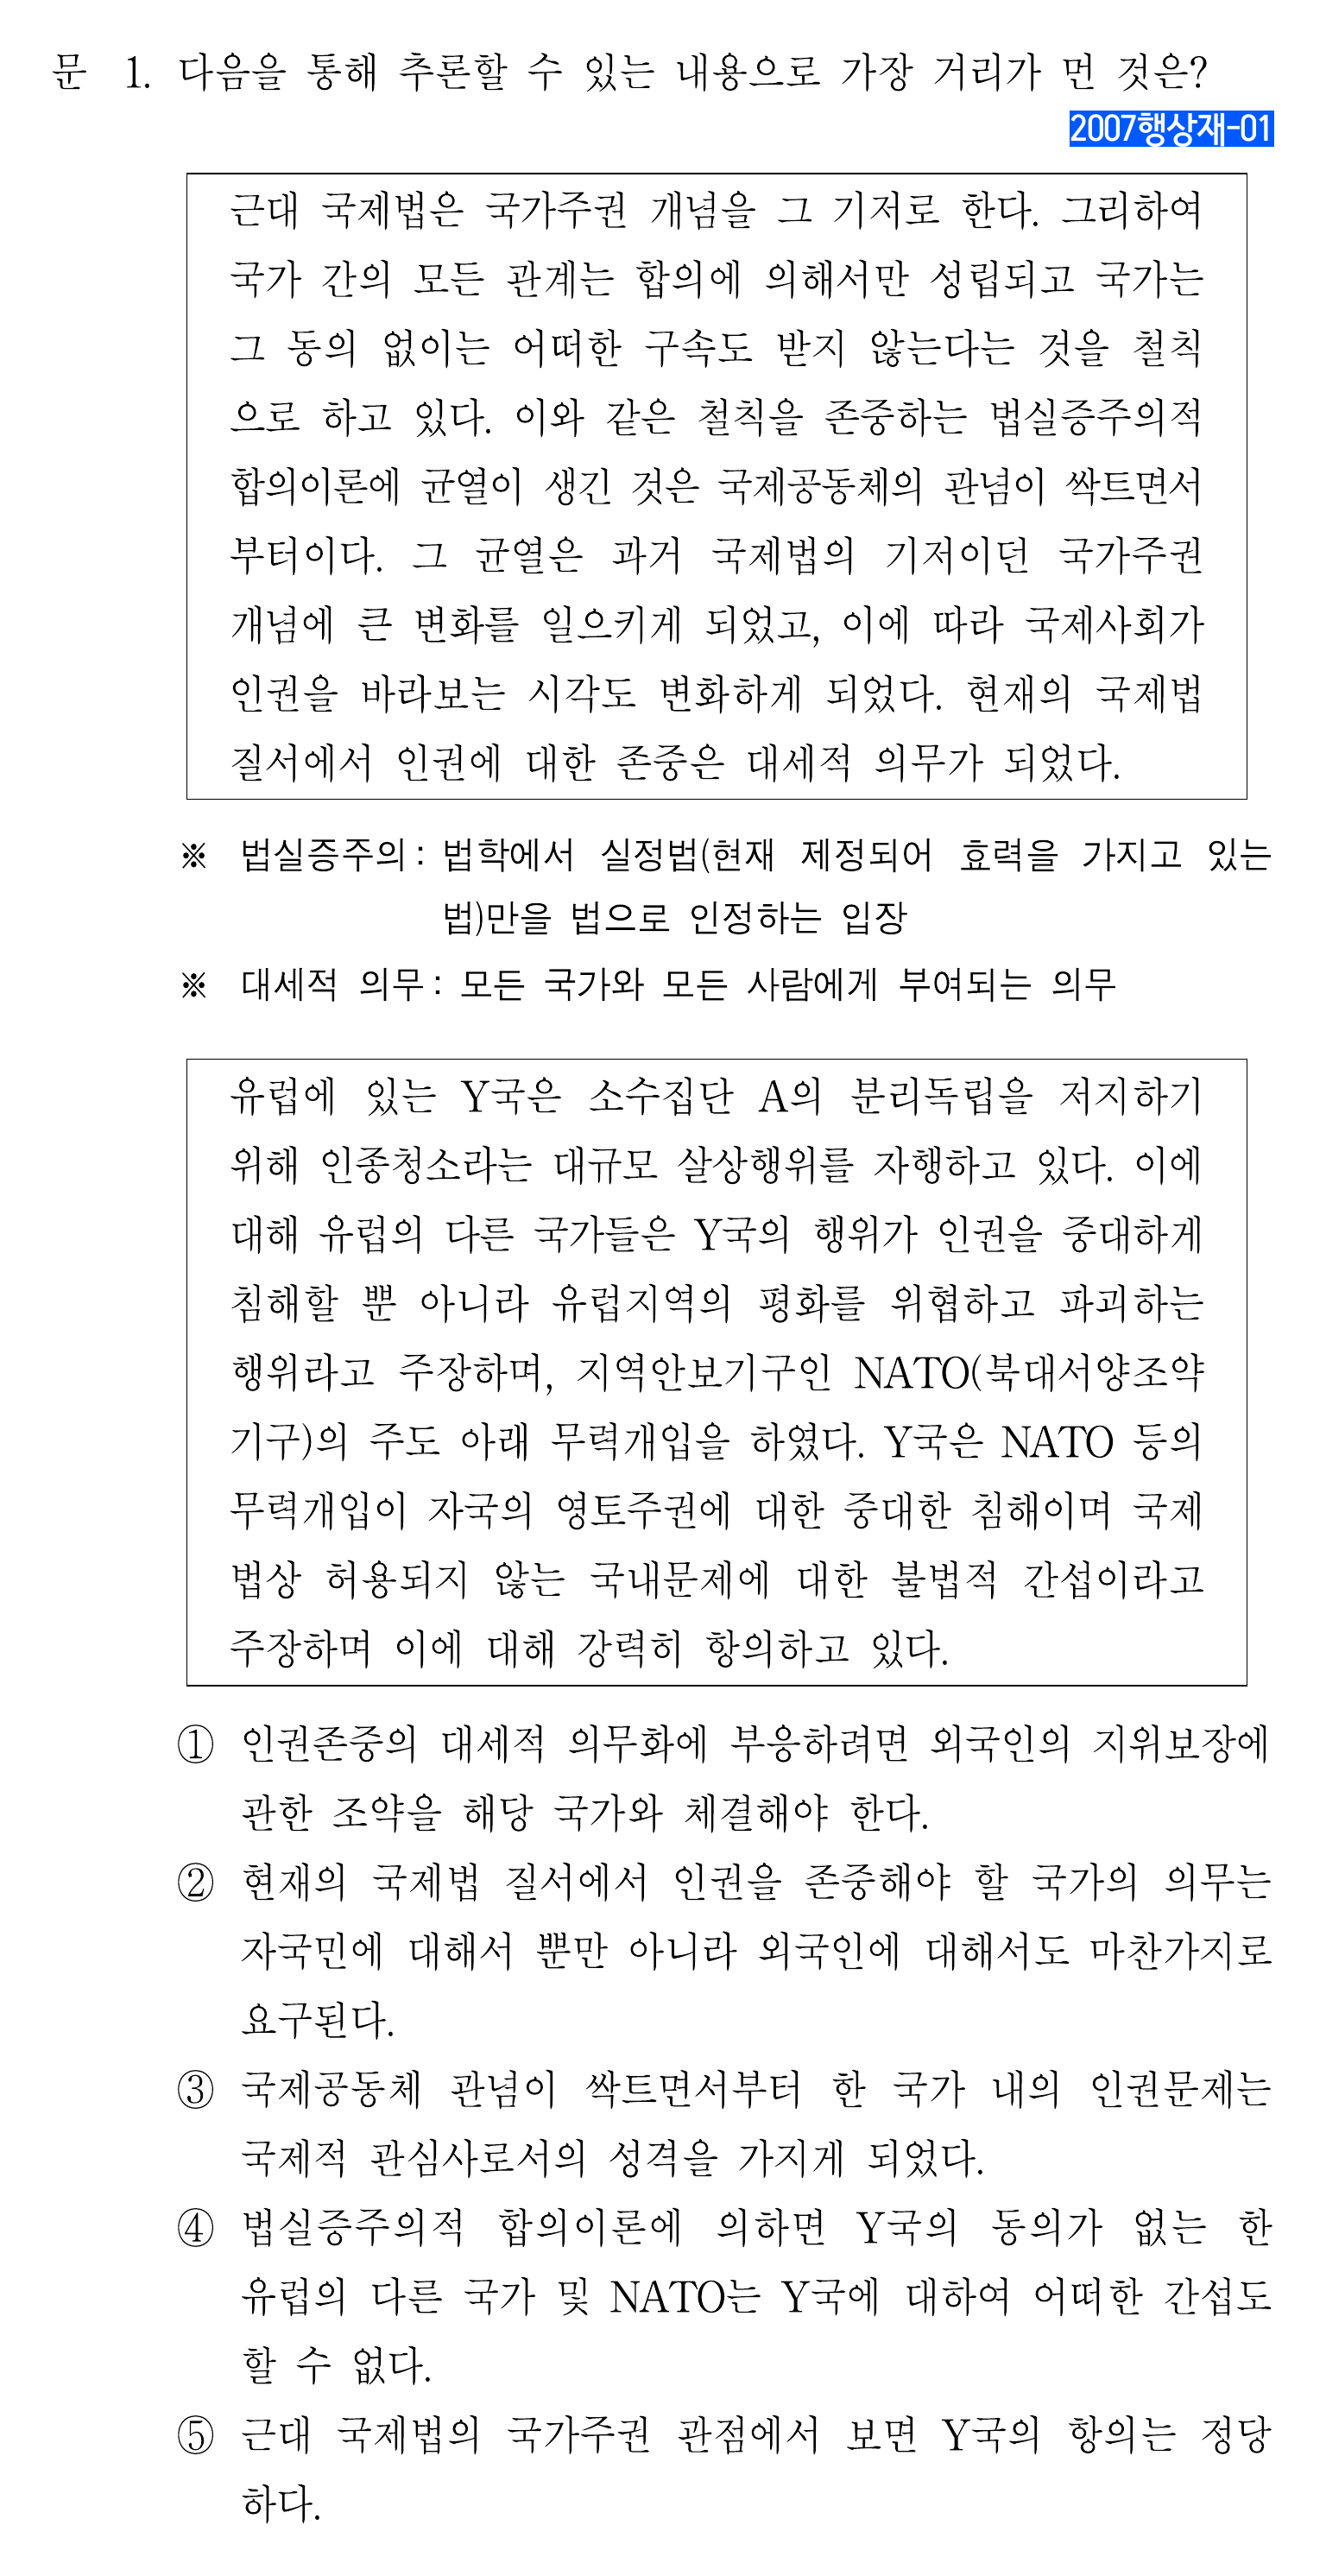 문 1. 다음을 통해 추론할 수 있는 내용으로 가장 거리가 먼 것은?
2007행상재-01
근대 국제법은 국가주권 개념을 그 기저로 한다. 그리하여
국가 간의 모든 관계는 합의에 의해서만 성립되고 국가는
그 동의 없이는 어떠한 구속도 받지 않는다는 것을 철칙
으로 하고 있다. 이와 같은 철칙을 존중하는 법실증주의적
합의이론에 균열이 생긴 것은 국제공동체의 관념이 싹트면서
부터이다. 그 균열은 과거 국제법의 기저이던 국가주권
개념에 큰 변화를 일으키게 되었고, 이에 따라 국제사회가
인권을 바라보는 시각도 변화하게 되었다. 현재의 국제법
질서에서 인권에 대한 존중은 대세적 의무가 되었다.
※ 법실증주의: 법학에서 실정법(현재 제정되어 효력을 가지고 있는
법)만을 법으로 인정하는 입장
※ 대세적 의무: 모든 국가와 모든 사람에게 부여되는 의무
유럽에 있는 Y국은 소수집단 A의 분리독립을 저지하기
위해 인종청소라는 대규모 살상행위를 자행하고 있다. 이에
대해 유럽의 다른 국가들은 Y국의 행위가 인권을 중대하게
침해할 뿐 아니라 유럽지역의 평화를 위협하고 파괴하는
행위라고 주장하며, 지역안보기구인 NATO(북대서양조약
기구)의 주도 아래 무력개입을 하였다. Y국은 NATO 등의
무력개입이 자국의 영토주권에 대한 중대한 침해이며 국제
법상 허용되지 않는 국내문제에 대한 불법적 간섭이라고
주장하며 이에 대해 강력히 항의하고 있다.
① 인권존중의 대세적 의무화에 부응하려면 외국인의 지위보장에
관한 조약을 해당 국가와 체결해야 한다.
② 현재의 국제법 질서에서 인권을 존중해야 할 국가의 의무는
자국민에 대해서 뿐만 아니라 외국인에 대해서도 마찬가지로
요구된다.
③ 국제공동체 관념이 싹트면서부터 한 국가 내의 인권문제는
국제적 관심사로서의 성격을 가지게 되었다.
④ 법실증주의적 합의이론에 의하면 Y국의 동의가 없는 한
유럽의 다른 국가 및 NATO는 Y국에 대하여 어떠한 간섭도
할 수 없다.
⑤ 근대 국제법의 국가주권 관점에서 보면 Y국의 항의는 정당
하다.